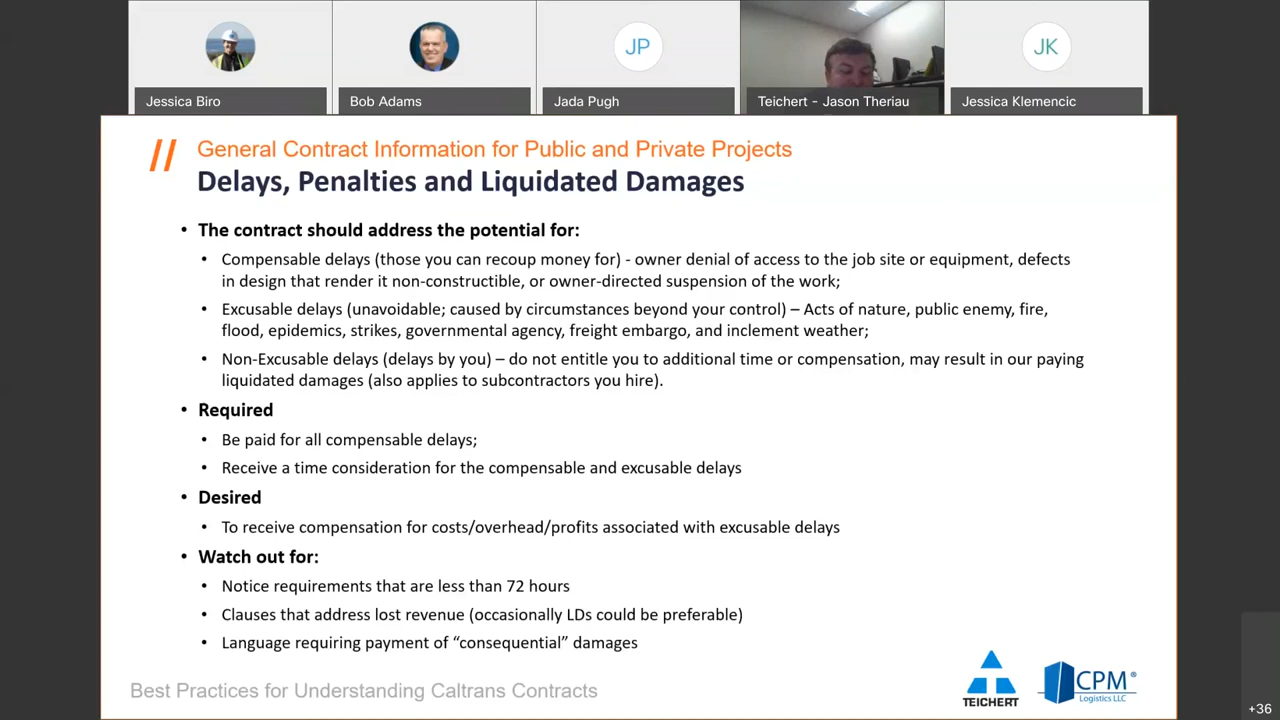 JP
JK
Jessica Biro
Bob Adams
Jada Pugh
Teichert - Jason Theriau
Jessica Klemencic
// General Contract Information for Public and Private Projects
Delays, Penalties and Liquidated Damages
• The contract should address the potential for:
• Compensable delays (those you can recoup money for) - owner denial of access to the job site or equipment, defects
in design that render it non-constructible, or owner-directed suspension of the work;
• Excusable delays (unavoidable; caused by circumstances beyond your control) – Acts of nature, public enemy, fire,
flood, epidemics, strikes, governmental agency, freight embargo, and inclement weather;
• Non-Excusable delays (delays by you) – do not entitle you to additional time or compensation, may result in our paying
liquidated damages (also applies to subcontractors you hire).
• Required
• Be paid for all compensable delays;
• Receive a time consideration for the compensable and excusable delays
• Desired
• To receive compensation for costs/overhead/profits associated with excusable delays
• Watch out for:
• Notice requirements that are less than 72 hours
• Clauses that address lost revenue (occasionally LDs could be preferable)
• Language requiring payment of “consequential” damages
Best Practices for Understanding Caltrans Contracts
TEICHERT
CPM®
Logistics LLC
+36